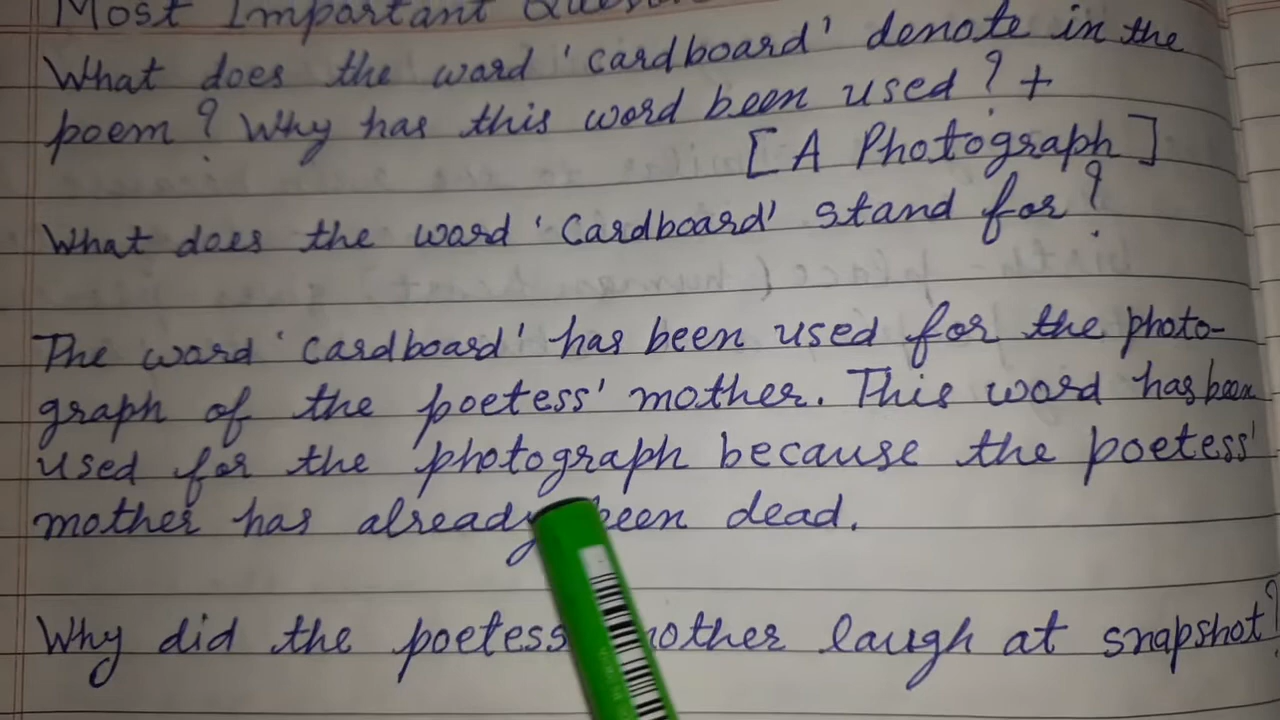 Most Important
What does the word 'cardboard' denote in the
poem? Why has this word been used? +
[A Photograph]
What does the word 'Cardboard' stand for?
The word 'cardboard' has been used for the photo-
graph of the poetess' mother. This word has been
used for the photograph because the poetess'
mother has already been dead.
Why did the poetess mother laugh at snapshot?